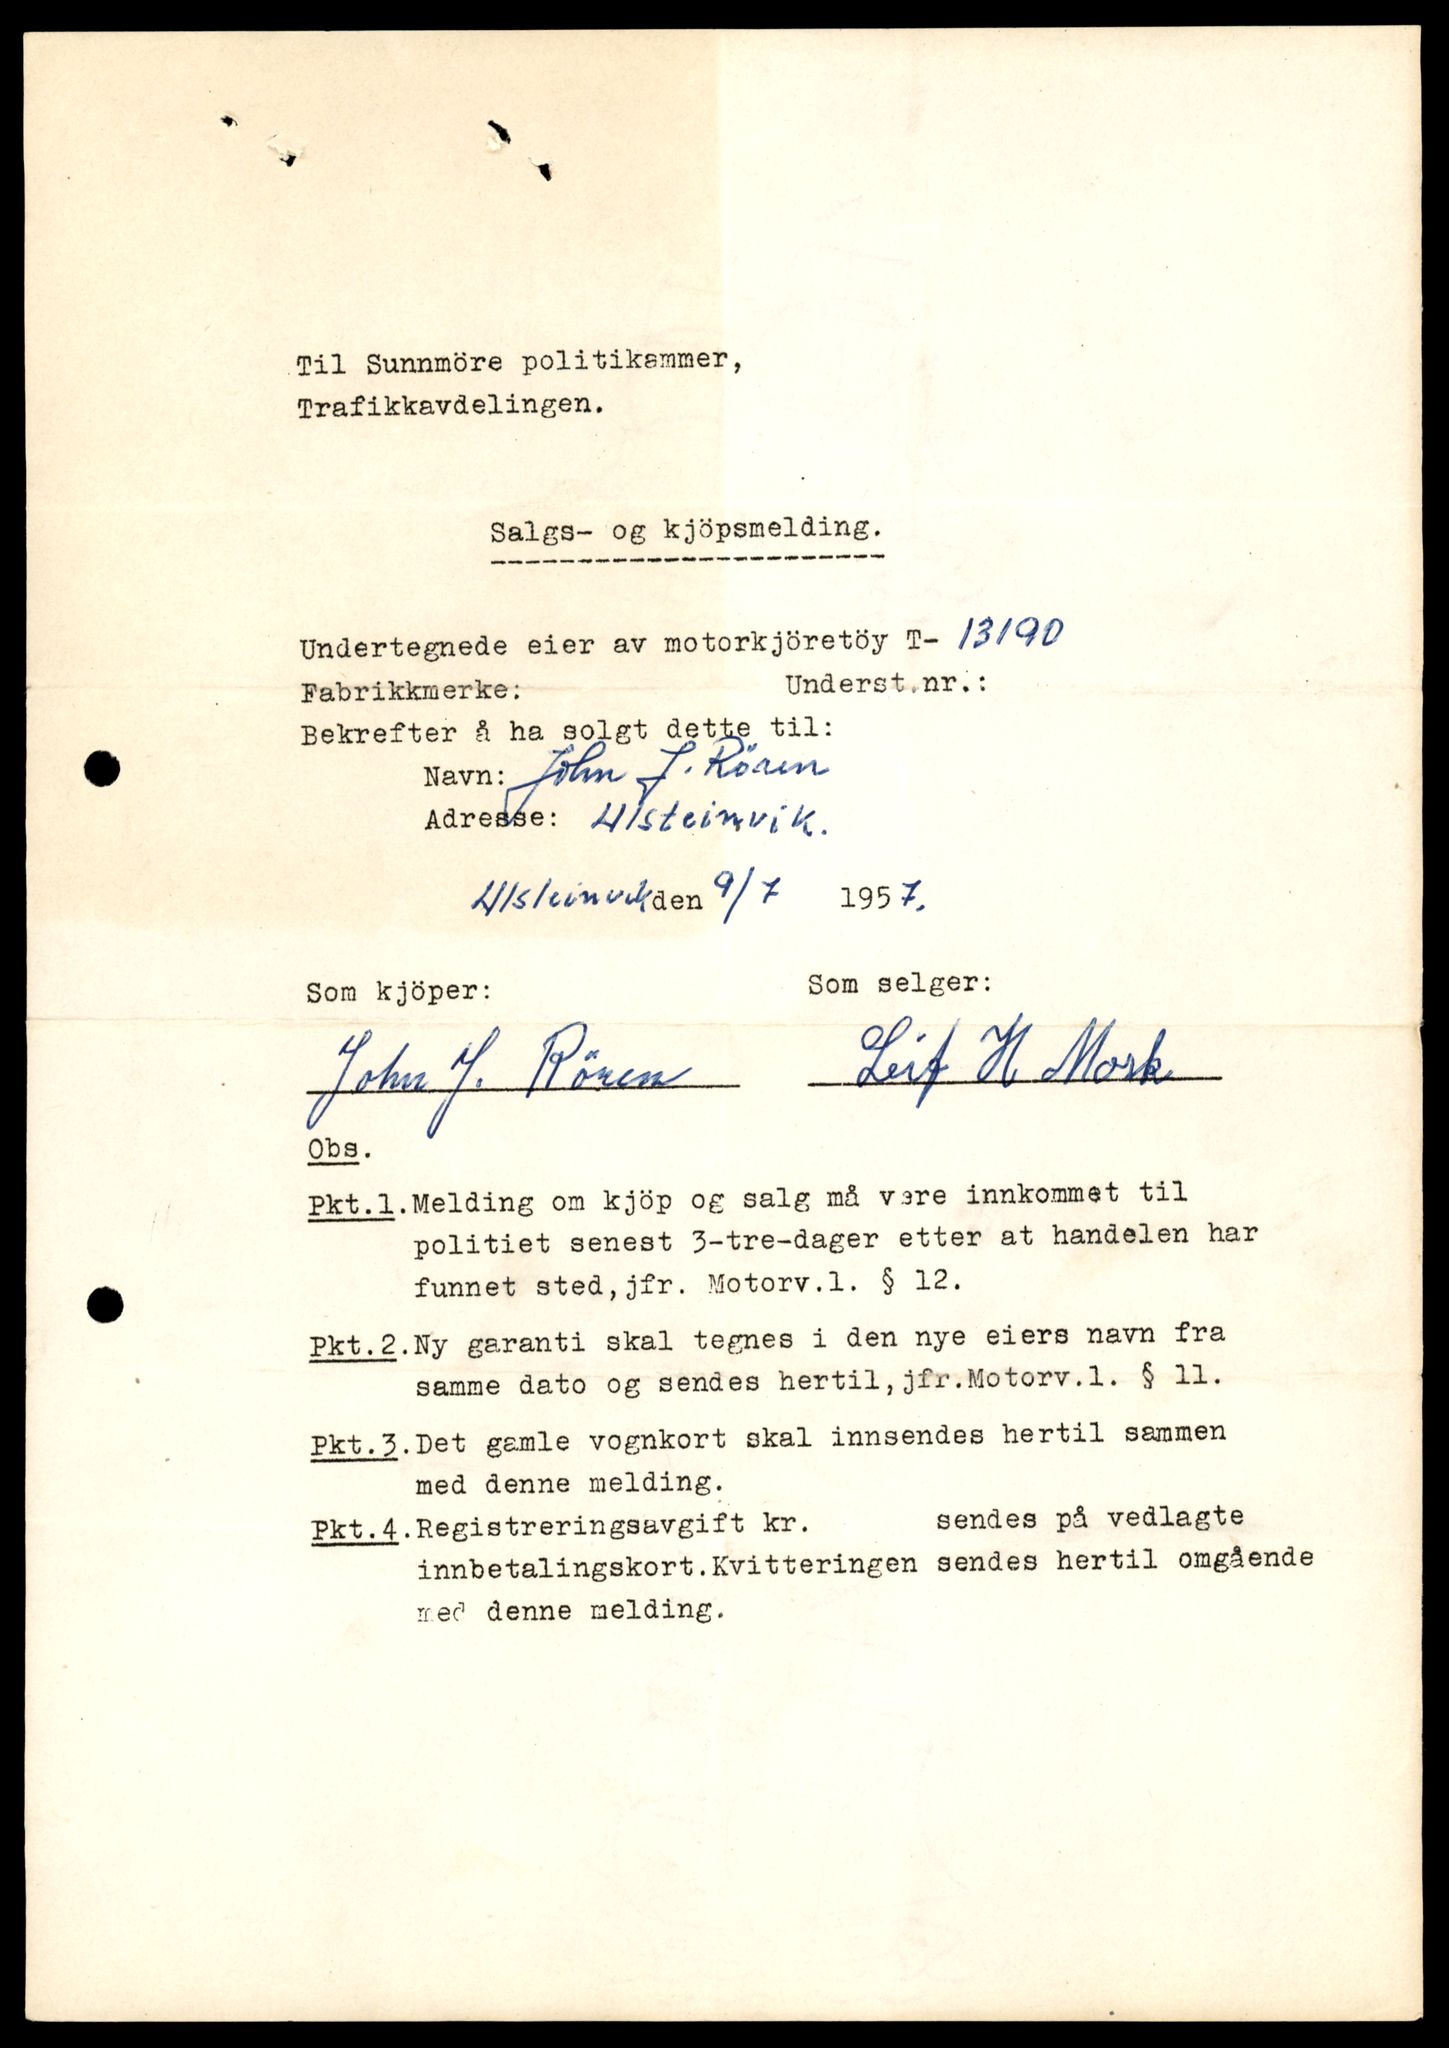 Til Sunnmöre politikammer,
Trafikkavdelingen.
Salgs- og kjöpsmelding.
Undertegnede eier av motorkjöretöy T- 13190
Fabrikkmerke: Underst.nr.:
Bekrefter å ha solgt dette til:
Navn: John J. Rören
Adresse: Ulsteinvik.
Ulsteinvik den 9/7 1957.
Som kjöper: Som selger:
John J. Rören Leif H Mork
Obs.
Pkt.1. Melding om kjöp og salg må vere innkommet til
politiet senest 3-tre-dager etter at handelen har
funnet sted, jfr. Motorv.l. § 12.
Pkt.2. Ny garanti skal tegnes i den nye eiers navn fra
samme dato og sendes hertil, jfr.Motorv.l. § 11.
Pkt.3. Det gamle vognkort skal innsendes hertil sammen
med denne melding.
Pkt.4. Registreringsavgift kr. sendes på vedlagte
innbetalingskort.Kvitteringen sendes hertil omgående
med denne melding.